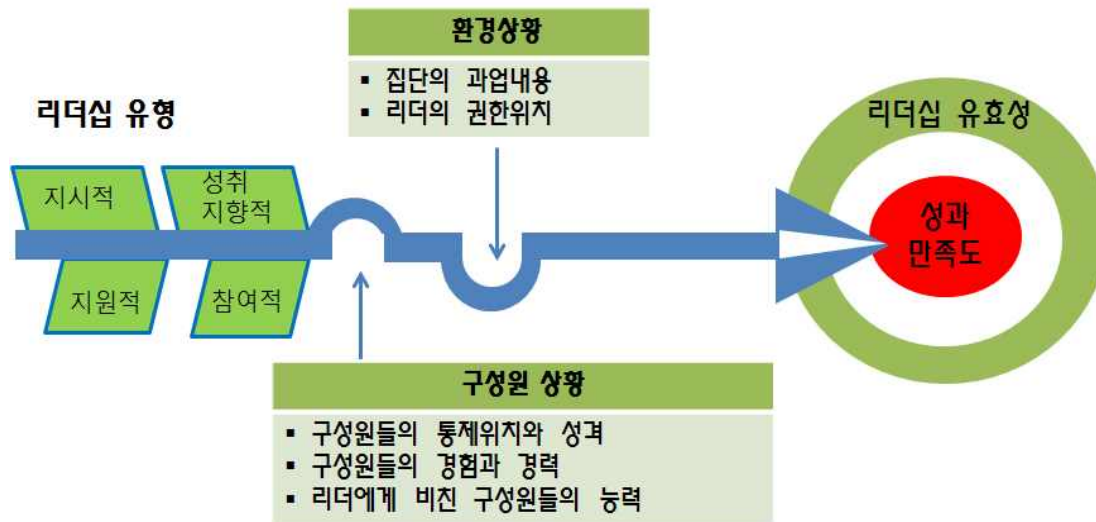 환경상황
▪ 집단의 과업내용
▪ 리더의 권한위치
리더십 유형
리더십 유효성
지시적
성취
지향적
성과
만족도
지원적
참여적
구성원 상황
▪ 구성원들의 통제위치와 성격
▪ 구성원들의 경험과 경력
▪ 리더에게 비친 구성원들의 능력